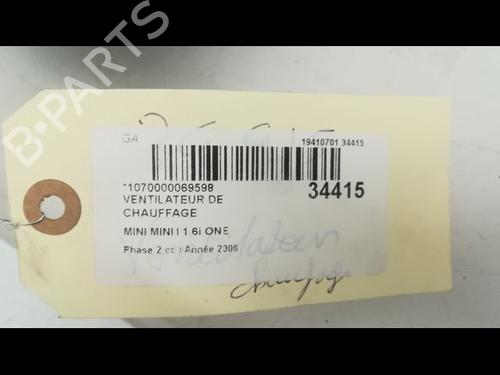 GA
19410701 34415
*1070000069598
34415
VENTILATEUR DE
CHAUFFAGE
MINI MINI I 1.6i ONE
Phase 2 cc / Année 2006
chauffage
B-PARTS